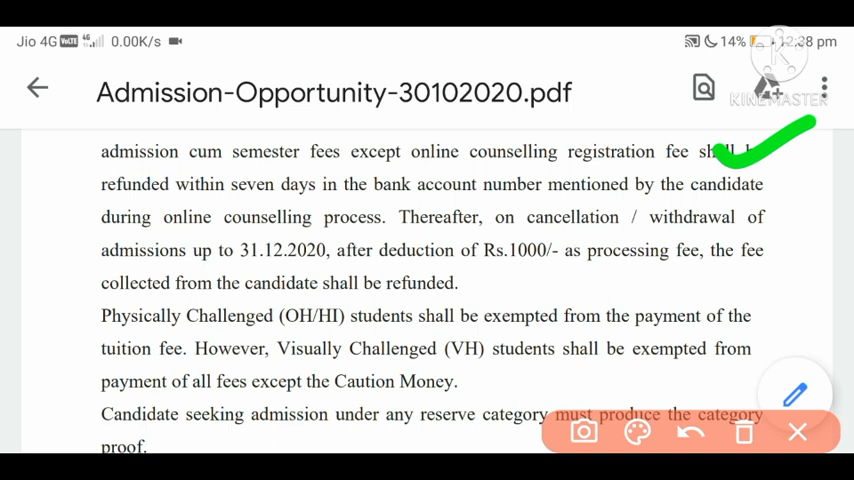 Jio 4G VoLTE 4G 0.00K/s 14% 12:38 pm
KINEMASTER
Admission-Opportunity-30102020.pdf
admission cum semester fees except online counselling registration fee shall be
refunded within seven days in the bank account number mentioned by the candidate
during online counselling process. Thereafter, on cancellation / withdrawal of
admissions up to 31.12.2020, after deduction of Rs.1000/- as processing fee, the fee
collected from the candidate shall be refunded.
Physically Challenged (OH/HI) students shall be exempted from the payment of the
tuition fee. However, Visually Challenged (VH) students shall be exempted from
payment of all fees except the Caution Money.
Candidate seeking admission under any reserve category must produce the category
proof.